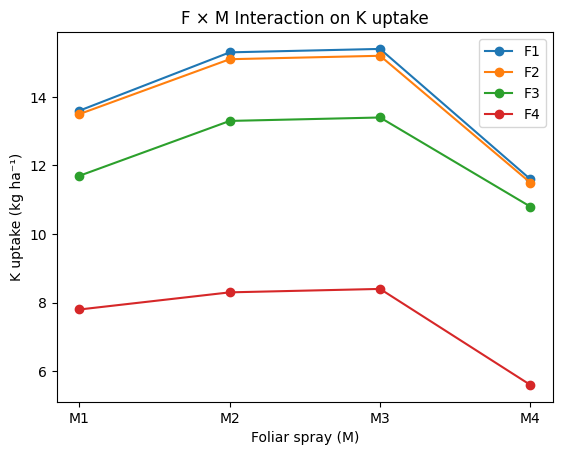 F × M Interaction on K uptake
F1
F2
F3
F4
K uptake (kg ha⁻¹)
14
12
10
8
6
M1 M2 M3 M4
Foliar spray (M)